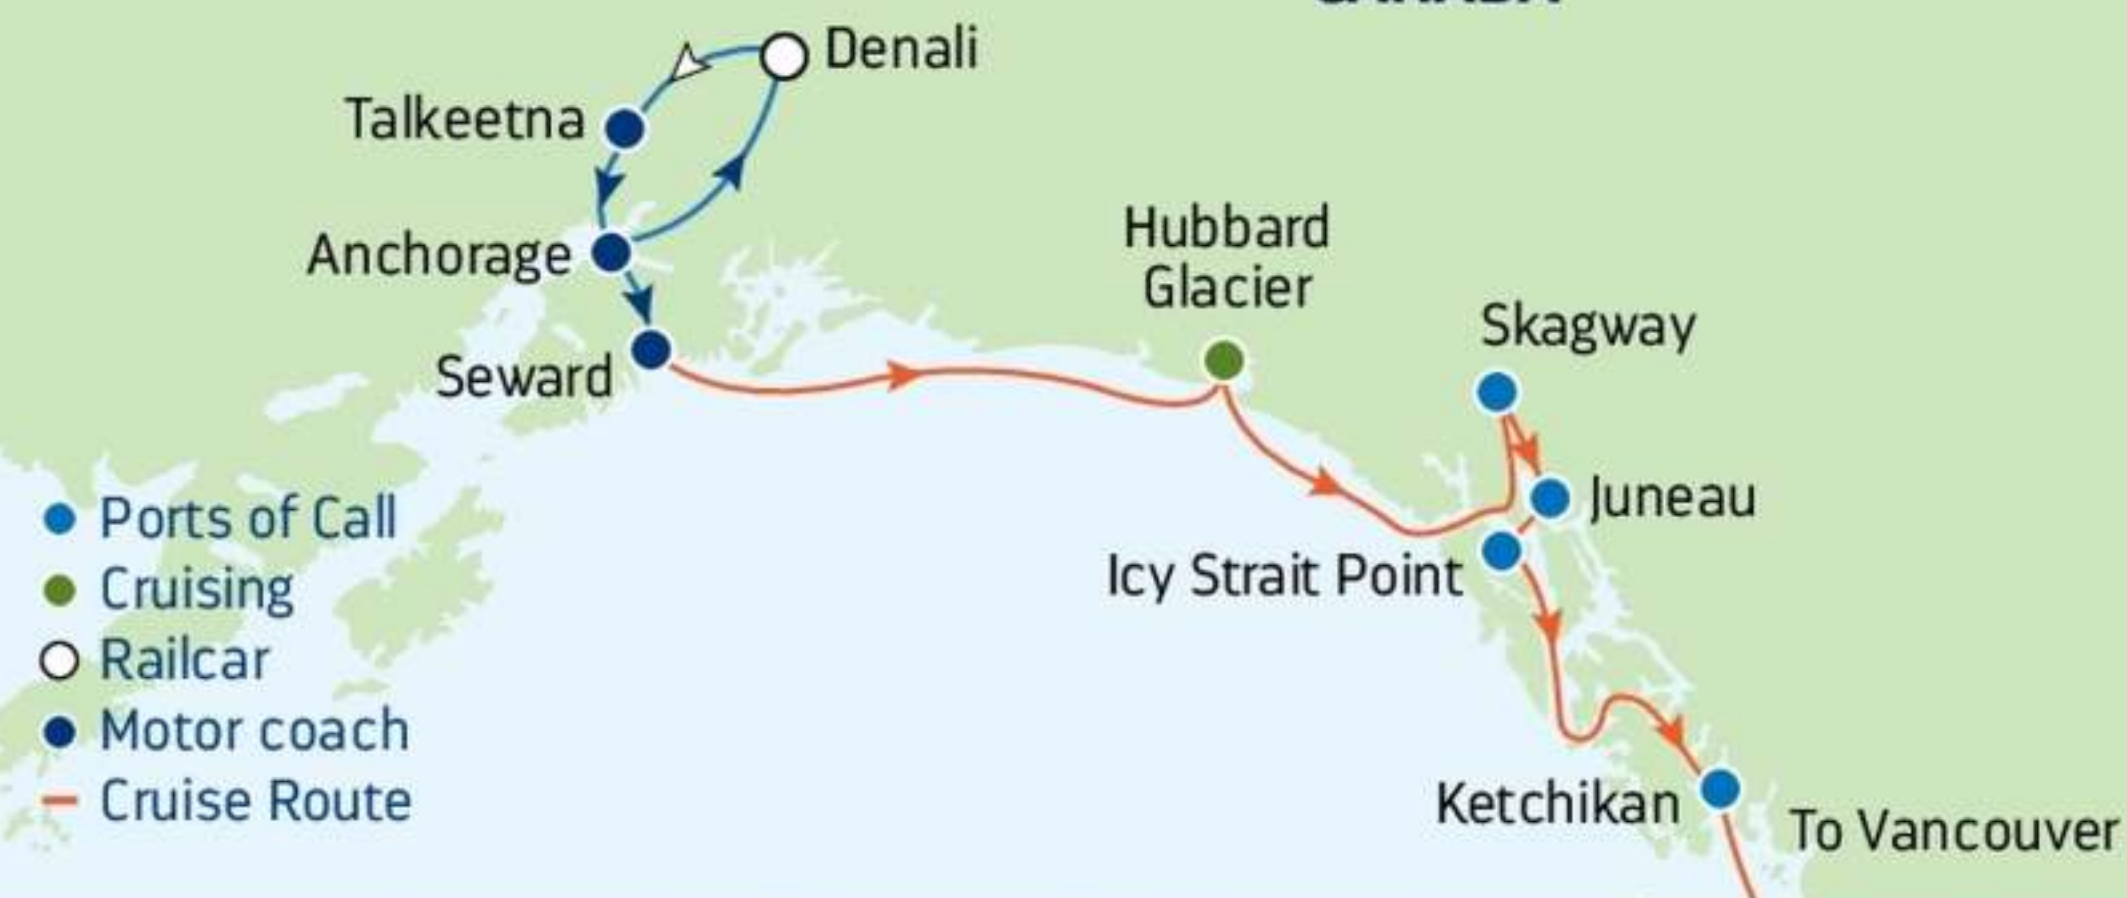 Denali
Talkeetna
Anchorage
Hubbard
Glacier
Skagway
Seward
Juneau
Icy Strait Point
Ports of Call
Cruising
Railcar
Motor coach
Cruise Route
Ketchikan
To Vancouver